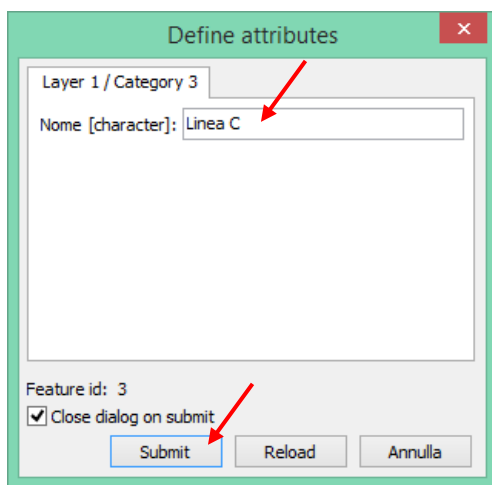 Define attributes
Layer 1 / Category 3
Nome [character]: Linea C
Feature id: 3
Close dialog on submit
Submit Reload Annulla